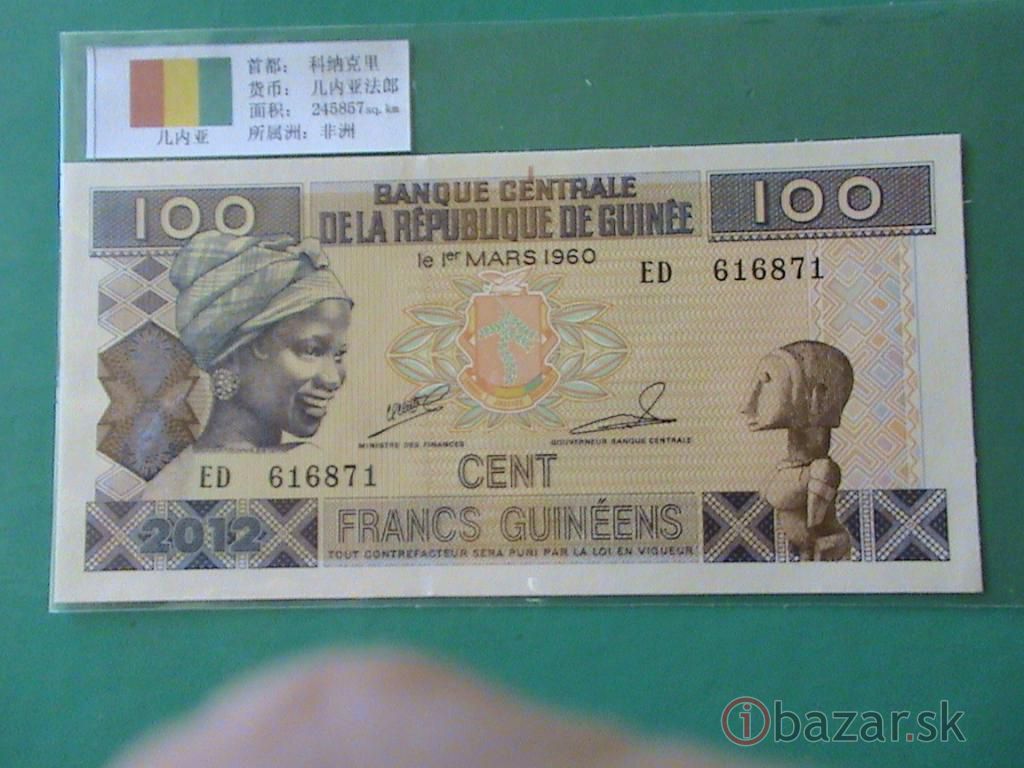 首都： 科纳克里
货币： 几内亚法郎
面积： 245857sq.km
所属洲：非洲
几内亚
100
BANQUE CENTRALE
DE LA RÉPUBLIQUE DE GUINÉE
100
le 1er MARS 1960
ED 616871
MINISTRE DES FINANCES
GOUVERNEUR BANQUE CENTRALE
ED 616871
CENT
FRANCS GUINÉENS
2012
TOUT CONTREFACTEUR SERA PUNI PAR LA LOI EN VIGUEUR
ibazar.sk